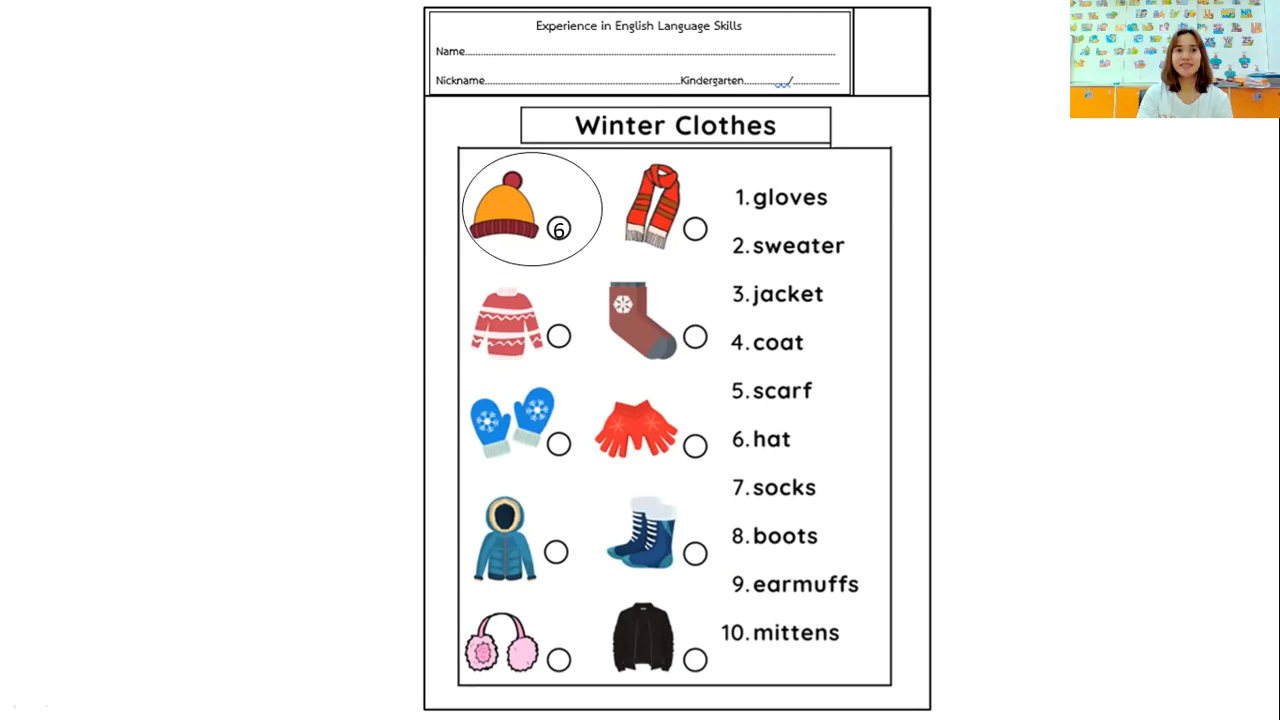 Experience in English Language Skills
Name
Nickname Kindergarten /
Winter Clothes
6
1. gloves
2. sweater
3. jacket
4. coat
5. scarf
6. hat
7. socks
8. boots
9. earmuffs
10. mittens